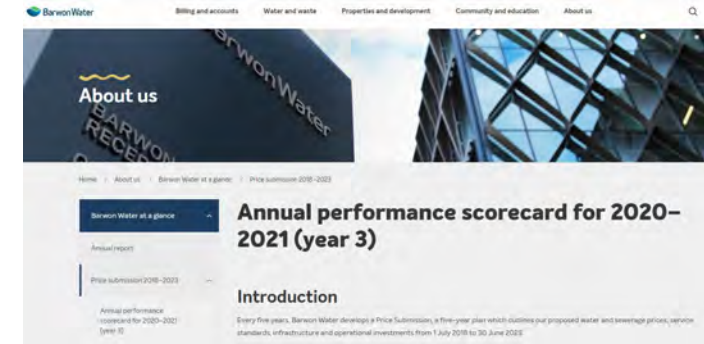 Barwon Water
Billing and accounts Water and waste Properties and development Community and education About us
Barwon Water
About us
BARWON
Home / About us / Barwon Water at a glance / Price submission 2018–2023
Barwon Water at a glance
Annual report
Price submission 2018–2023
Annual performance
scorecard for 2020–2021
(year 3)
Annual performance scorecard for 2020–
2021 (year 3)
Introduction
Every five years, Barwon Water develops a Price Submission, a five-year plan which outlines our proposed water and sewerage prices, service
standards, infrastructure and operational investments from 1 July 2018 to 30 June 2023.